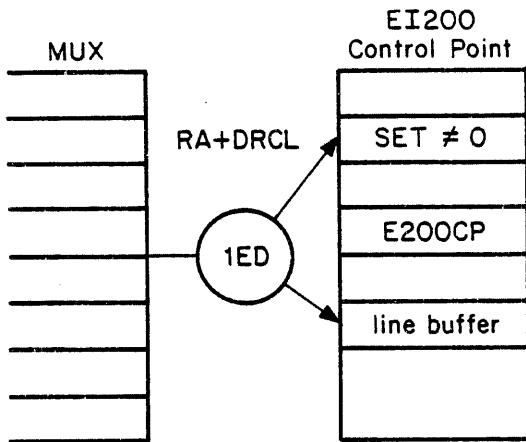 MUX
EI200
Control Point
RA+DRCL
SET ≠ 0
1ED
E200CP
line buffer